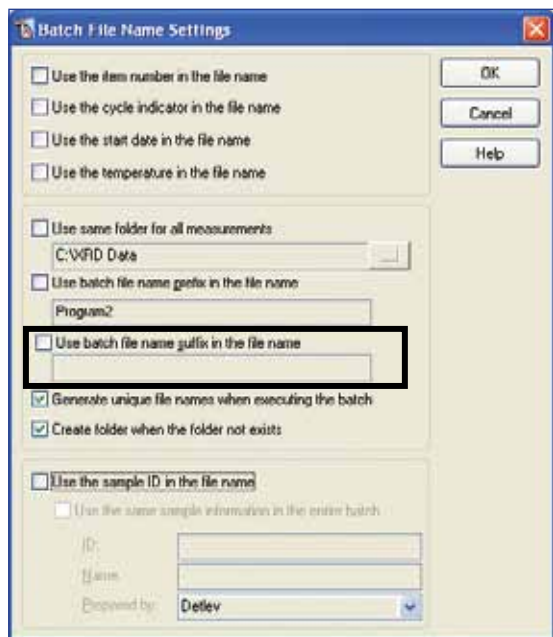 Batch File Name Settings
Use the item number in the file name
OK
Use the cycle indicator in the file name
Cancel
Use the start date in the file name
Help
Use the temperature in the file name
Use same folder for all measurements
C:\XRD Data
...
Use batch file name prefix in the file name
Program2
Use batch file name suffix in the file name
Generate unique file names when executing the batch
Create folder when the folder not exists
Use the sample ID in the file name
Use the same sample information in the entire batch
ID:
Name:
Prepared by:
Detlev